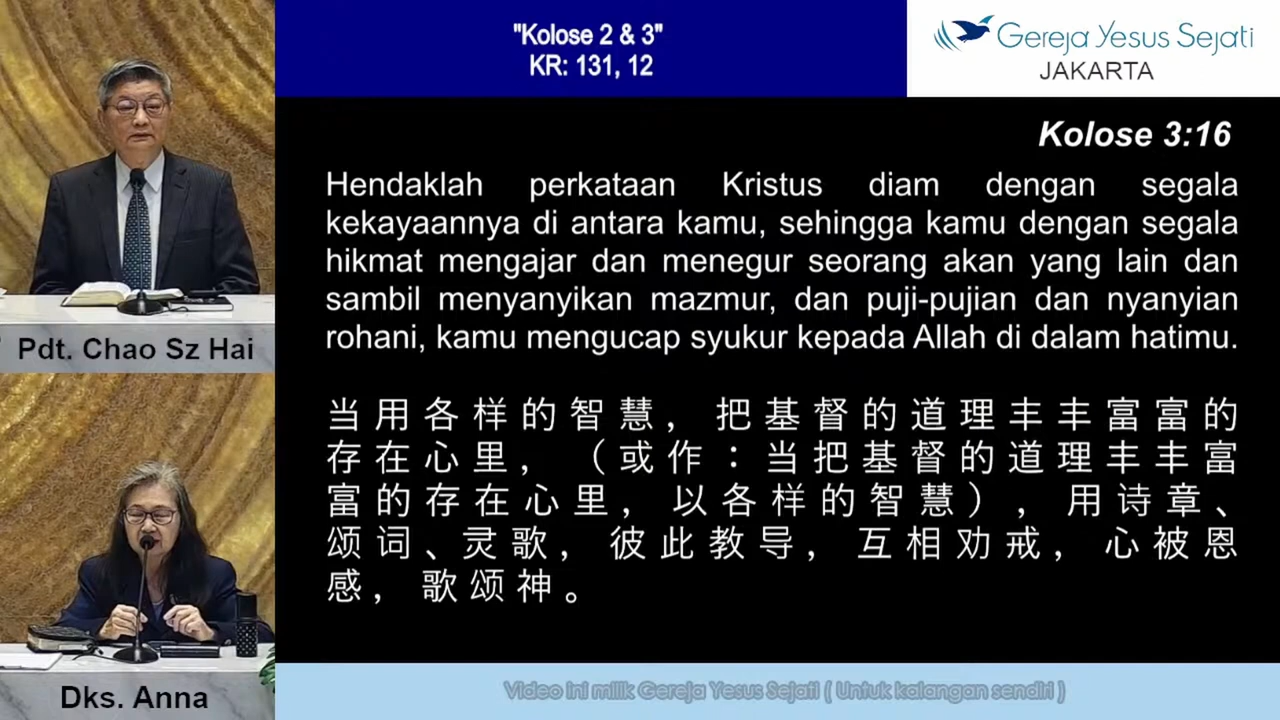 "Kolose 2 & 3"
KR: 131, 12
Gereja Yesus Sejati
JAKARTA
Kolose 3:16
Hendaklah perkataan Kristus diam dengan segala
kekayaannya di antara kamu, sehingga kamu dengan segala
hikmat mengajar dan menegur seorang akan yang lain dan
sambil menyanyikan mazmur, dan puji-pujian dan nyanyian
rohani, kamu mengucap syukur kepada Allah di dalam hatimu.
当用各样的智慧，把基督的道理丰丰富富的
存在心里，（或作：当把基督的道理丰丰富
富的存在心里，以各样的智慧），用诗章、
颂词、灵歌，彼此教导，互相劝戒，心被恩
感，歌颂神。
Pdt. Chao Sz Hai
Dks. Anna
Video ini milik Gereja Yesus Sejati ( Untuk kalangan sendiri )